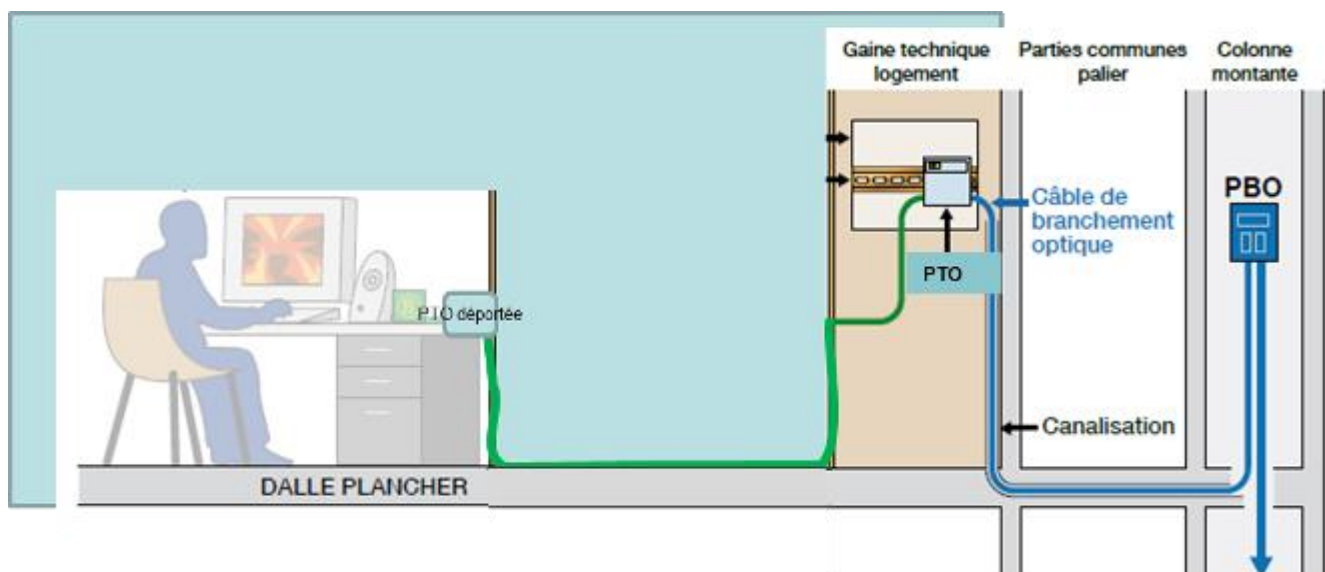 Gaine technique
logement
Parties communes
palier
Colonne
montante
PBO
Câble de
branchement
optique
PTO
PTO déportée
Canalisation
DALLE PLANCHER